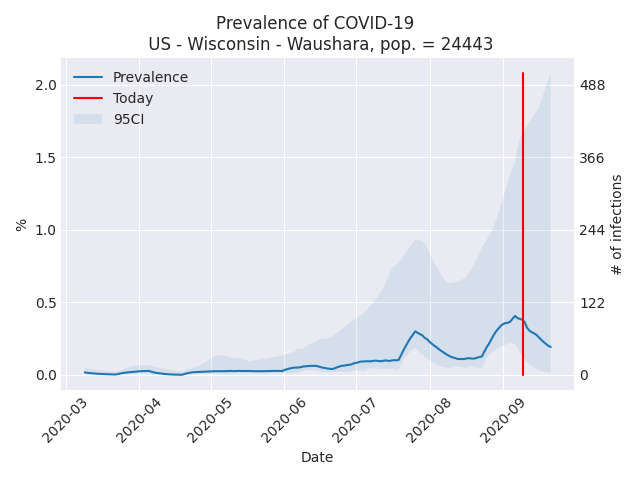 Prevalence of COVID-19
US - Wisconsin - Waushara, pop. = 24443
Prevalence
Today
95CI
2.0
1.5
1.0
0.5
0.0
%
488
366
244
122
0
# of infections
2020-03
2020-04
2020-05
2020-06
2020-07
2020-08
2020-09
Date